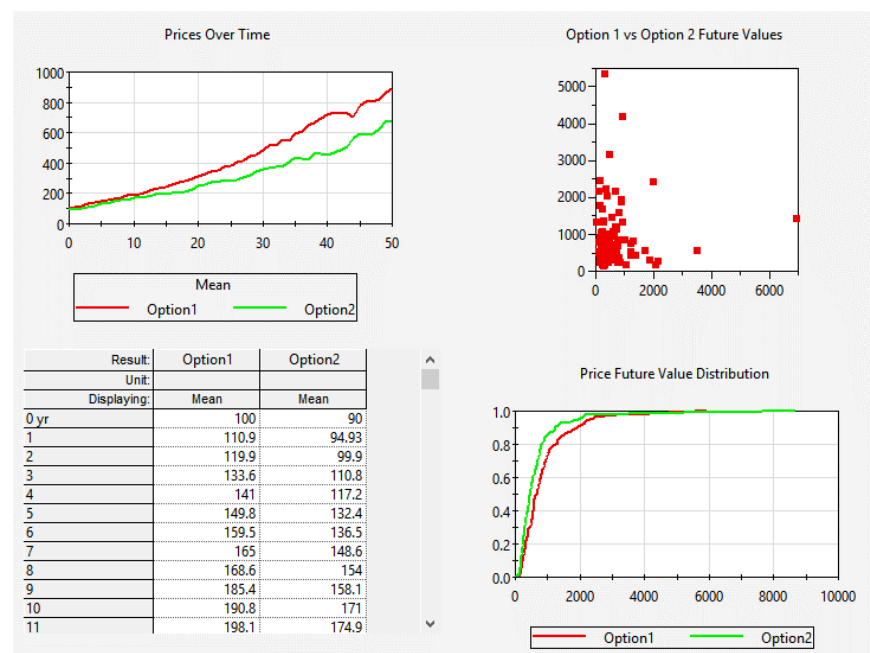 Prices Over Time
1000
800
600
400
200
0
0 10 20 30 40 50
Mean
Option1 Option2
Option 1 vs Option 2 Future Values
5000
4000
3000
2000
1000
0
0 2000 4000 6000
Result: Option1 Option2
Unit:
Displaying: Mean Mean
0 yr 100 90
1 110.9 94.93
2 119.9 99.9
3 133.6 110.8
4 141 117.2
5 149.8 132.4
6 159.5 136.5
7 165 148.6
8 168.6 154
9 185.4 158.1
10 190.8 171
11 198.1 174.9
Price Future Value Distribution
1.0
0.8
0.6
0.4
0.2
0.0
0 2000 4000 6000 8000 10000
Option1 Option2